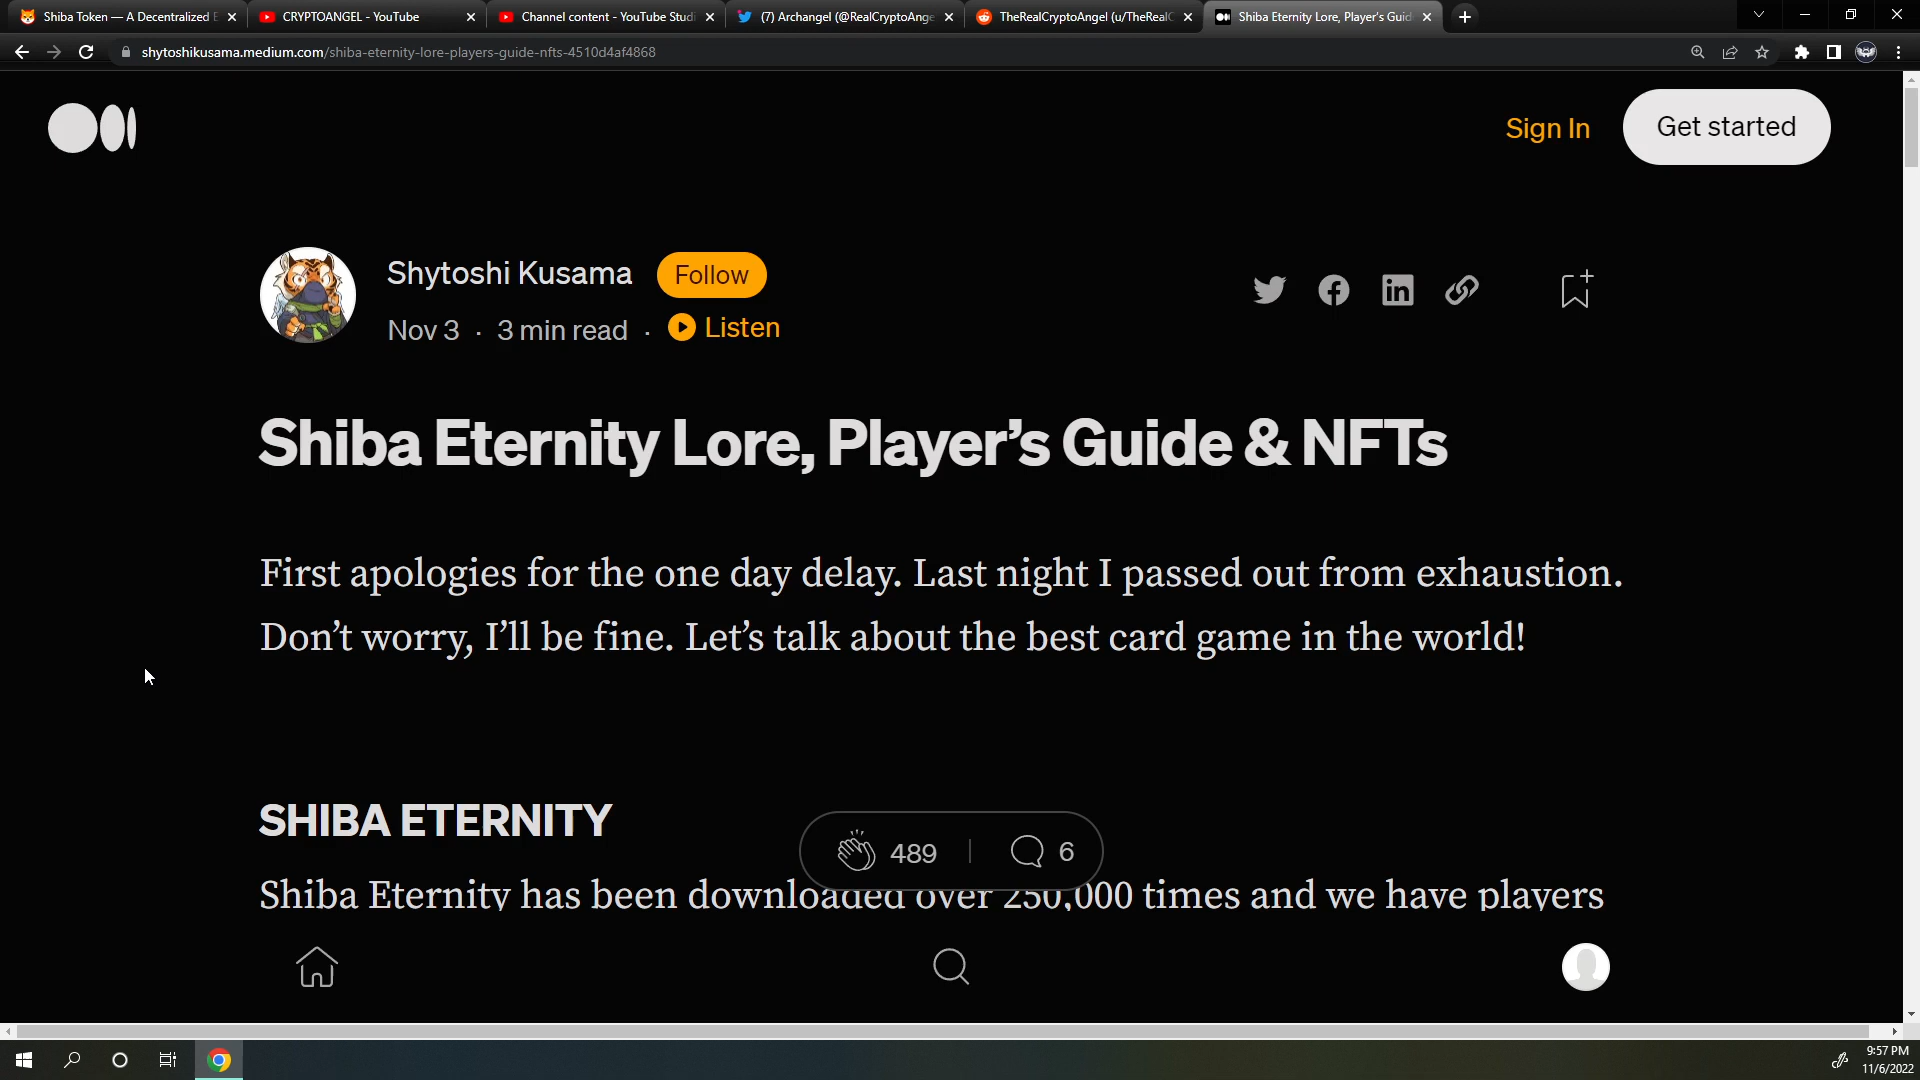 Shiba Token — A Decentralized E
CRYPTOANGEL - YouTube
Channel content - YouTube Studi
(7) Archangel (@RealCryptoAnge
TheRealCryptoAngel (u/TheRealC
Shiba Eternity Lore, Player's Guid
shytoshikusama.medium.com/shiba-eternity-lore-players-guide-nfts-4510d4af4868
Sign In
Get started
Shytoshi Kusama
Follow
Nov 3 · 3 min read · Listen
Shiba Eternity Lore, Player's Guide & NFTs
First apologies for the one day delay. Last night I passed out from exhaustion.
Don't worry, I'll be fine. Let's talk about the best card game in the world!
SHIBA ETERNITY
489
6
Shiba Eternity has been downloaded over 250,000 times and we have players
9:57 PM
11/6/2022